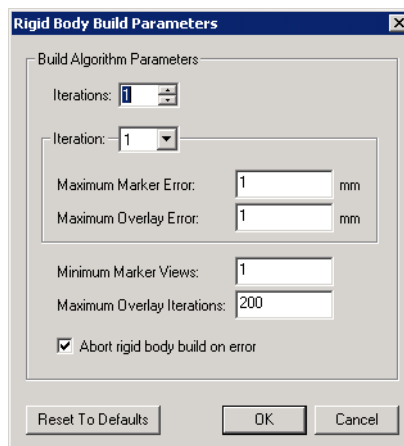 Rigid Body Build Parameters
Build Algorithm Parameters
Iterations: 1
Iteration: 1
Maximum Marker Error: 1 mm
Maximum Overlay Error: 1 mm
Minimum Marker Views: 1
Maximum Overlay Iterations: 200
Abort rigid body build on error
Reset To Defaults OK Cancel